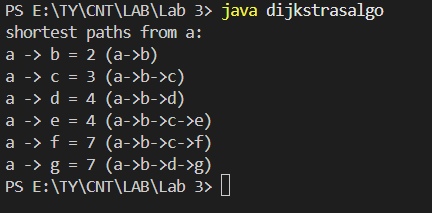 PS E:\TY\CNT\LAB\Lab 3> java dijkstrasalgo
shortest paths from a:
a -> b = 2 (a->b)
a -> c = 3 (a->b->c)
a -> d = 4 (a->b->d)
a -> e = 4 (a->b->c->e)
a -> f = 7 (a->b->c->f)
a -> g = 7 (a->b->d->g)
PS E:\TY\CNT\LAB\Lab 3>